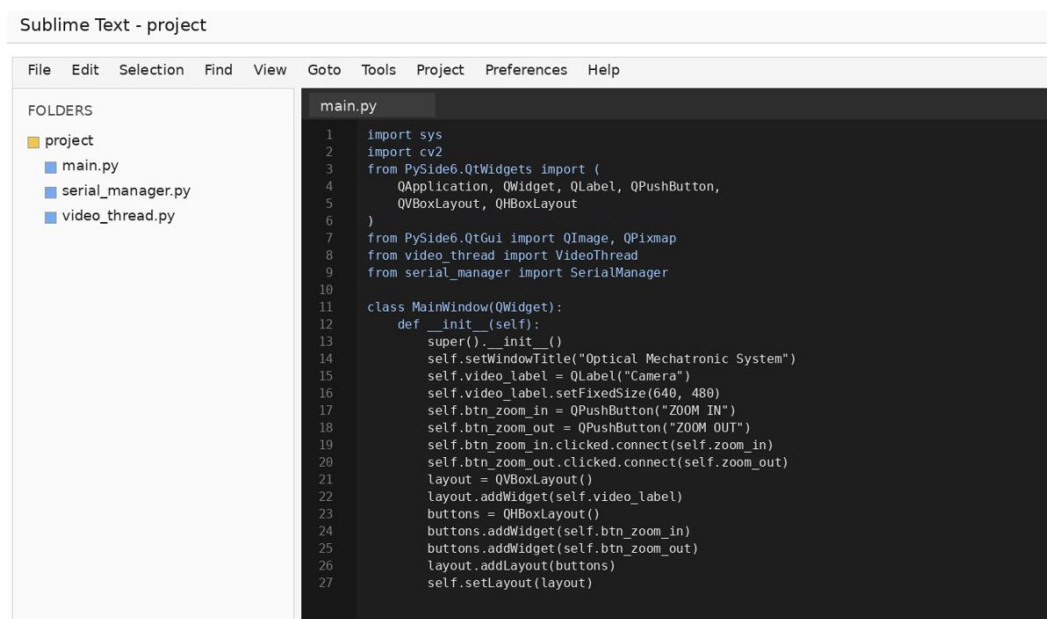 Sublime Text - project
File Edit Selection Find View Goto Tools Project Preferences Help
FOLDERS
project
main.py
serial_manager.py
video_thread.py
main.py
1 import sys
2 import cv2
3 from PySide6.QtWidgets import (
4     QApplication, QWidget, QLabel, QPushButton,
5     QVBoxLayout, QHBoxLayout
6 )
7 from PySide6.QtGui import QImage, QPixmap
8 from video_thread import VideoThread
9 from serial_manager import SerialManager
10
11 class MainWindow(QWidget):
12     def __init__(self):
13         super().__init__()
14         self.setWindowTitle("Optical Mechatronic System")
15         self.video_label = QLabel("Camera")
16         self.video_label.setFixedSize(640, 480)
17         self.btn_zoom_in = QPushButton("ZOOM IN")
18         self.btn_zoom_out = QPushButton("ZOOM OUT")
19         self.btn_zoom_in.clicked.connect(self.zoom_in)
20         self.btn_zoom_out.clicked.connect(self.zoom_out)
21         layout = QVBoxLayout()
22         layout.addWidget(self.video_label)
23         buttons = QHBoxLayout()
24         buttons.addWidget(self.btn_zoom_in)
25         buttons.addWidget(self.btn_zoom_out)
26         layout.addLayout(buttons)
27         self.setLayout(layout)